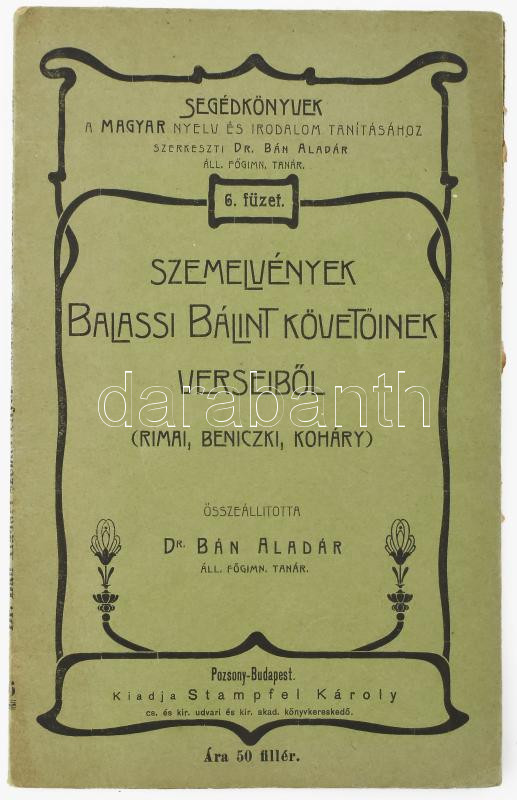 SEGÉDKÖNYVEK
A MAGYAR NYELV ÉS IRODALOM TANÍTÁSÁHOZ
SZERKESZTI DR. BÁN ALADÁR
ÁLL. FŐGIMN. TANÁR.
6. füzet.
SZEMELVÉNYEK
BALASSI BÁLINT KÖVETŐINEK
VERSEIBŐL
darabanth
(RIMAI, BENICZKI, KOHÁRY)
ÖSSZEÁLLITOTTA
DR. BÁN ALADÁR
ÁLL. FŐGIMN. TANÁR.
Pozsony-Budapest.
Kiadja Stampfel Károly
cs. és kir. udvari és kir. akad. könyvkereskedő.
Ára 50 fillér.